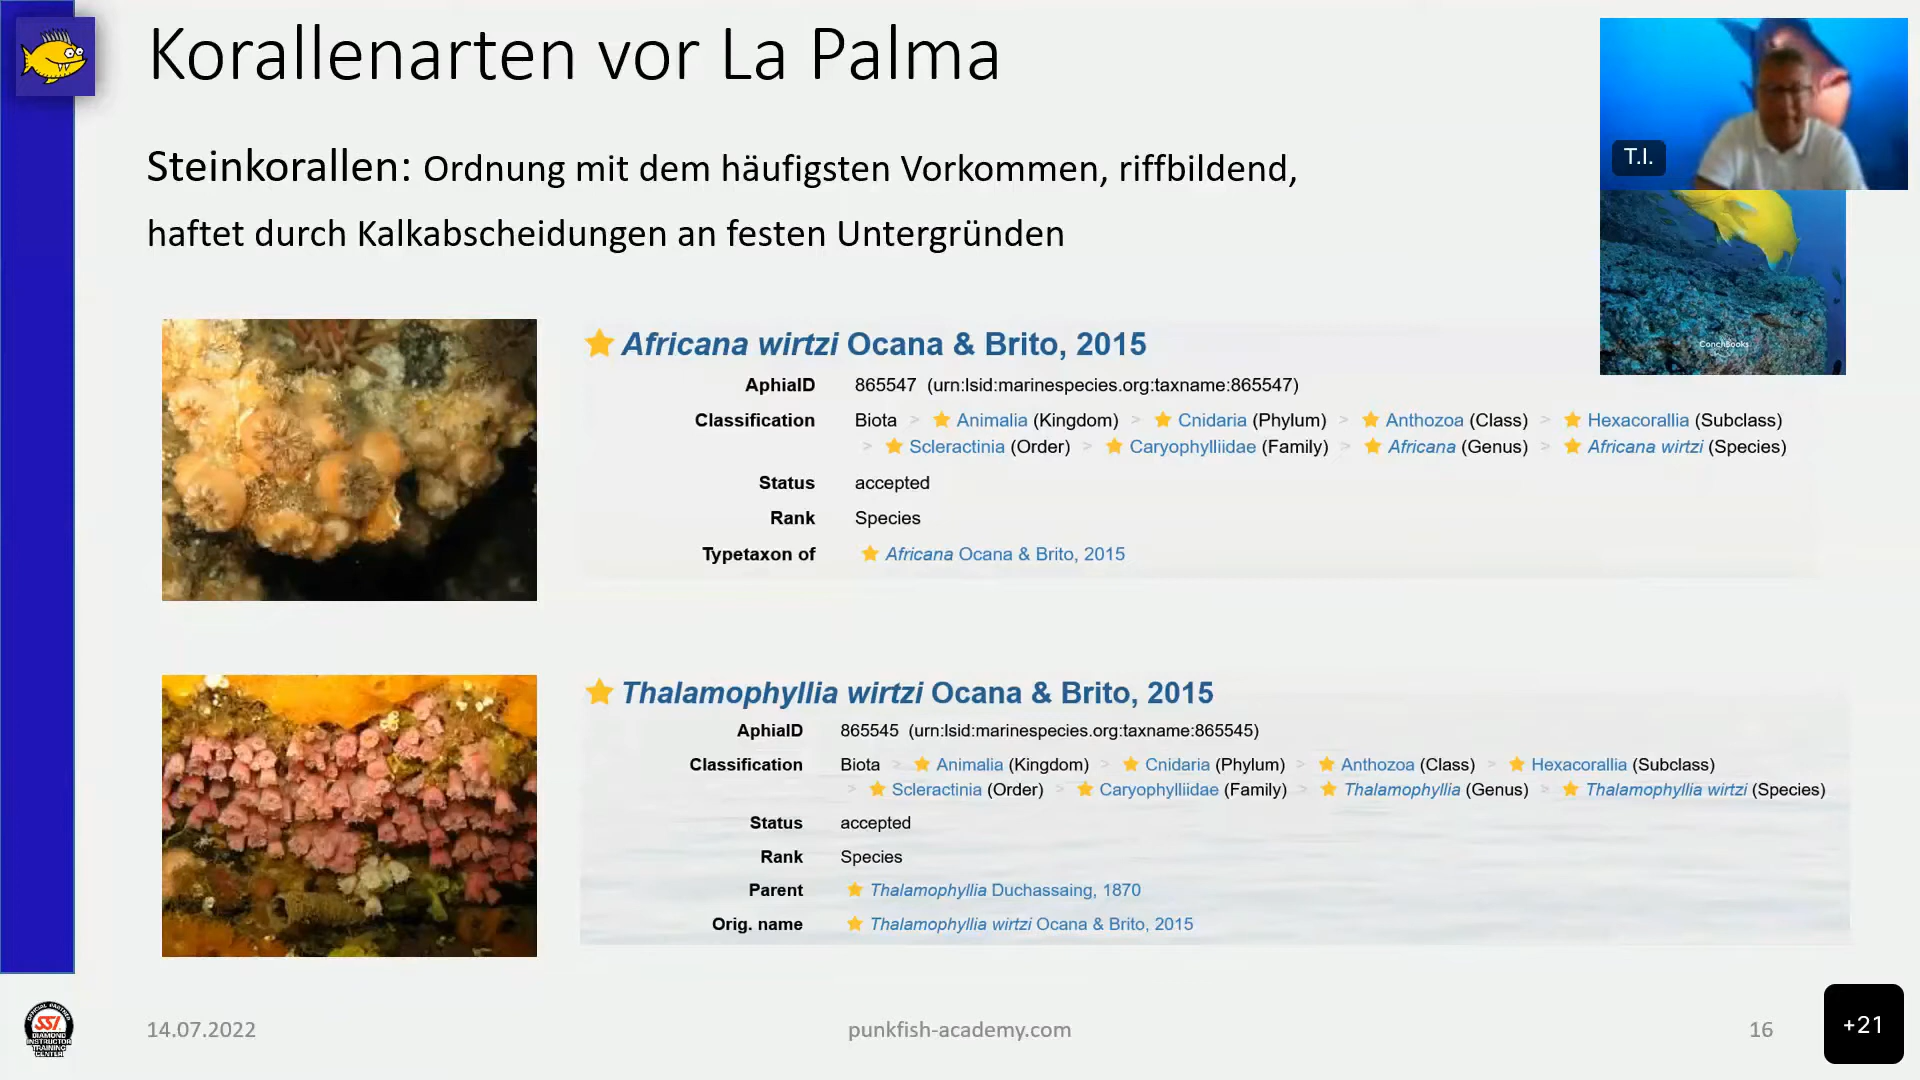 Korallenarten vor La Palma
T.I.
Steinkorallen: Ordnung mit dem häufigsten Vorkommen, riffbildend,
haftet durch Kalkabscheidungen an festen Untergründen
ConchBooks
Africana wirtzi Ocana & Brito, 2015
AphiaID 865547 (urn:lsid:marinespecies.org:taxname:865547)
Classification Biota > Animalia (Kingdom) > Cnidaria (Phylum) > Anthozoa (Class) > Hexacorallia (Subclass)
> Scleractinia (Order) > Caryophylliidae (Family) > Africana (Genus) > Africana wirtzi (Species)
Status accepted
Rank Species
Typetaxon of Africana Ocana & Brito, 2015
Thalamophyllia wirtzi Ocana & Brito, 2015
AphiaID 865545 (urn:lsid:marinespecies.org:taxname:865545)
Classification Biota > Animalia (Kingdom) > Cnidaria (Phylum) > Anthozoa (Class) > Hexacorallia (Subclass)
> Scleractinia (Order) > Caryophylliidae (Family) > Thalamophyllia (Genus) > Thalamophyllia wirtzi (Species)
Status accepted
Rank Species
Parent Thalamophyllia Duchassaing, 1870
Orig. name Thalamophyllia wirtzi Ocana & Brito, 2015
SSI
DIAMOND
INSTRUCTOR
TRAINING
CENTER
14.07.2022
punkfish-academy.com
16
+21